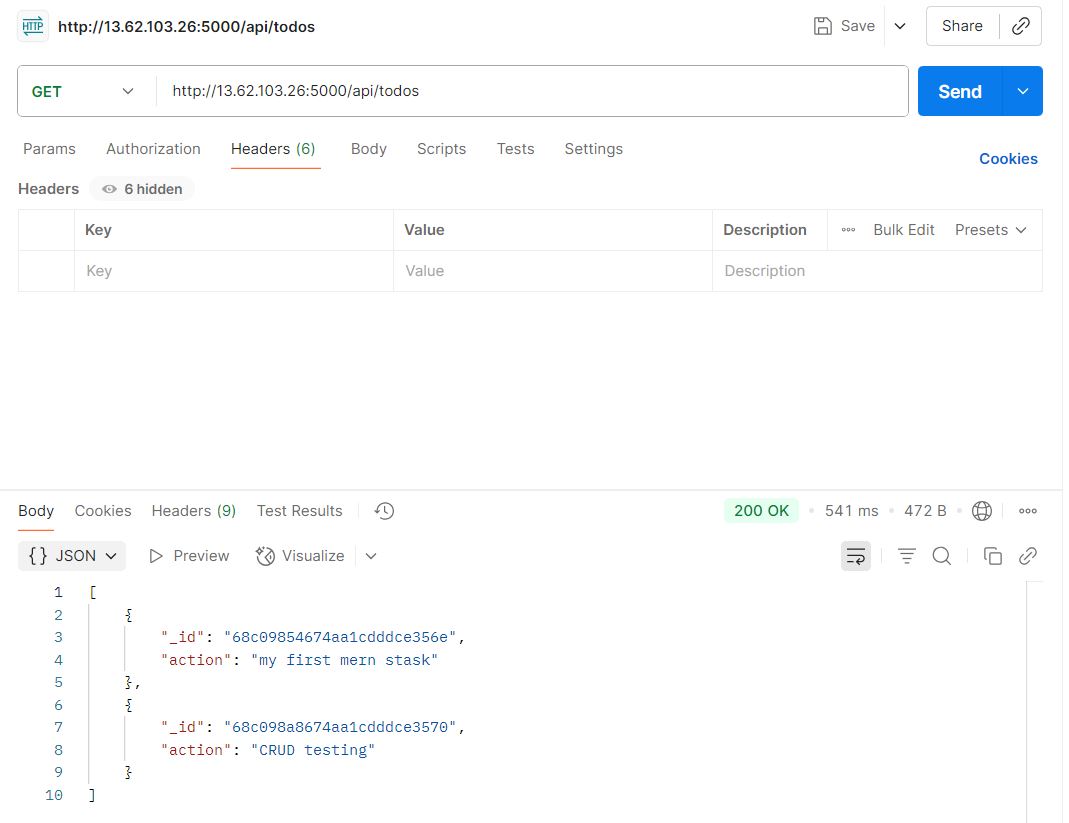 HTTP http://13.62.103.26:5000/api/todos Save Share
GET http://13.62.103.26:5000/api/todos Send
Params Authorization Headers (6) Body Scripts Tests Settings Cookies
Headers 6 hidden
Key Value Description Bulk Edit Presets
Key Value Description
Body Cookies Headers (9) Test Results 200 OK 541 ms 472 B
{} JSON Preview Visualize
1 [
2 {
3 "_id": "68c09854674aa1cdddce356e",
4 "action": "my first mern stask"
5 },
6 {
7 "_id": "68c098a8674aa1cdddce3570",
8 "action": "CRUD testing"
9 }
10 ]